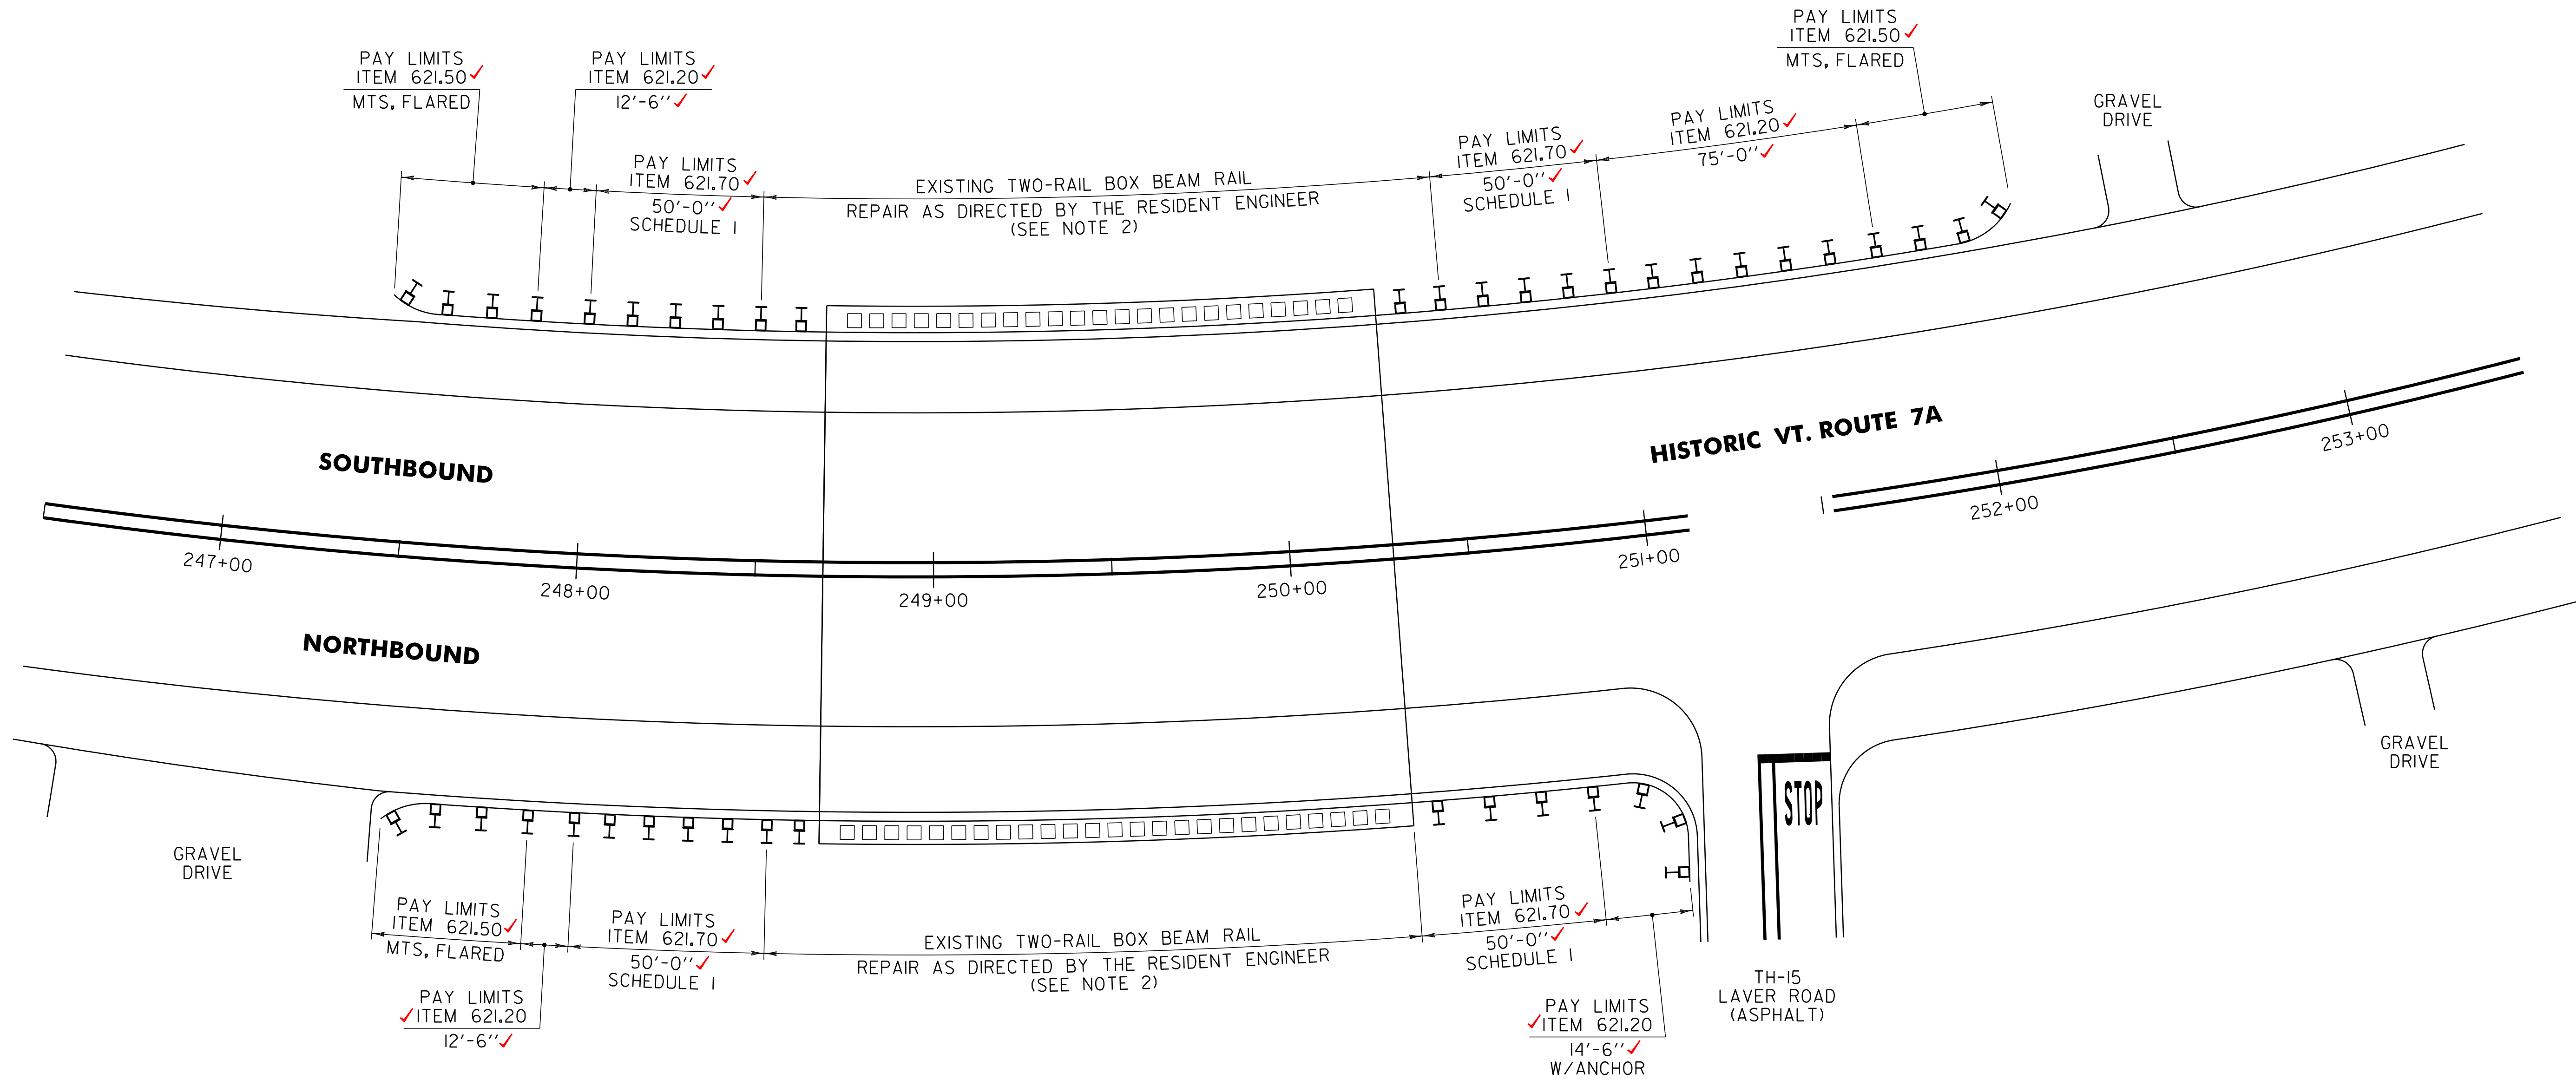 PAY LIMITS
ITEM 621.50
MTS, FLARED
PAY LIMITS
ITEM 621.20
12'-6''
PAY LIMITS
ITEM 621.70
50'-0''
SCHEDULE 1
EXISTING TWO-RAIL BOX BEAM RAIL
REPAIR AS DIRECTED BY THE RESIDENT ENGINEER
(SEE NOTE 2)
PAY LIMITS
ITEM 621.70
50'-0''
SCHEDULE 1
PAY LIMITS
ITEM 621.20
75'-0''
PAY LIMITS
ITEM 621.50
MTS, FLARED
GRAVEL
DRIVE
SOUTHBOUND
HISTORIC VT. ROUTE 7A
247+00
248+00
249+00
250+00
251+00
252+00
253+00
NORTHBOUND
GRAVEL
DRIVE
STOP
GRAVEL
DRIVE
PAY LIMITS
ITEM 621.50
MTS, FLARED
PAY LIMITS
ITEM 621.20
12'-6''
PAY LIMITS
ITEM 621.70
50'-0''
SCHEDULE 1
EXISTING TWO-RAIL BOX BEAM RAIL
REPAIR AS DIRECTED BY THE RESIDENT ENGINEER
(SEE NOTE 2)
PAY LIMITS
ITEM 621.70
50'-0''
SCHEDULE 1
PAY LIMITS
ITEM 621.20
14'-6''
W/ANCHOR
TH-15
LAVER ROAD
(ASPHALT)